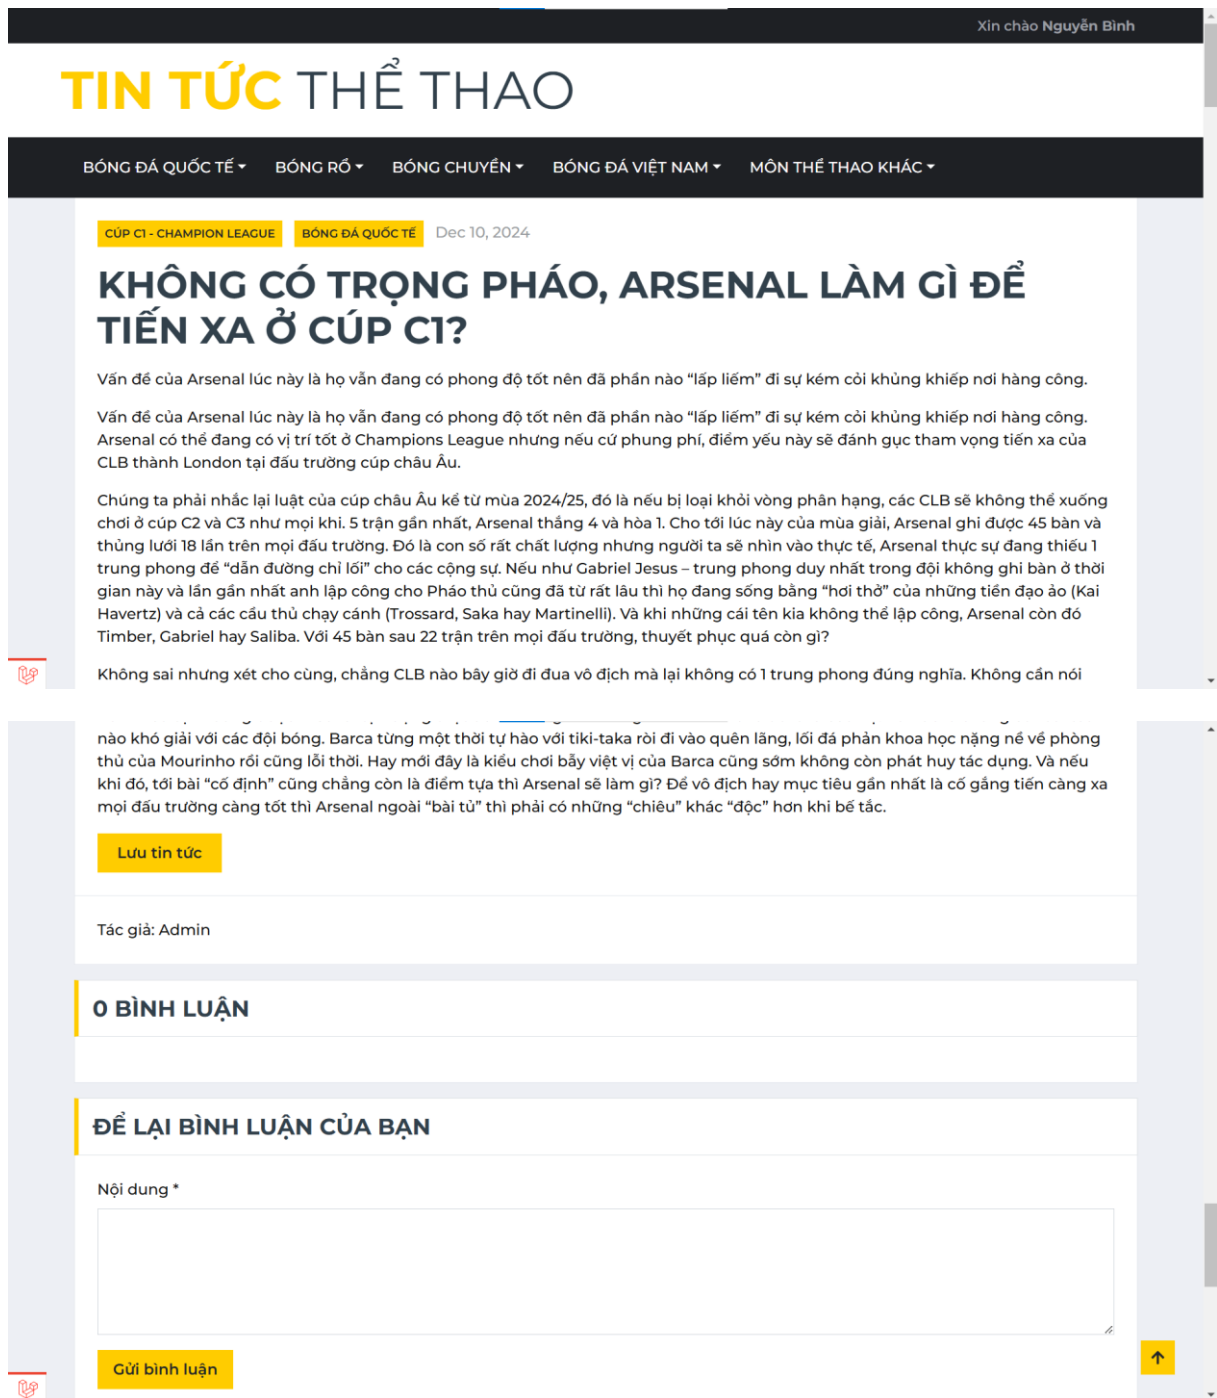 Xin chào Nguyễn Bình
TIN TỨC THỂ THAO
BÓNG ĐÁ QUỐC TẾ BÓNG RỔ BÓNG CHUYỀN BÓNG ĐÁ VIỆT NAM MÔN THỂ THAO KHÁC
CÚP C1 - CHAMPION LEAGUE BÓNG ĐÁ QUỐC TẾ Dec 10, 2024
KHÔNG CÓ TRỌNG PHÁO, ARSENAL LÀM GÌ ĐỂ
TIẾN XA Ở CÚP C1?
Vấn đề của Arsenal lúc này là họ vẫn đang có phong độ tốt nên đã phần nào “lấp liếm” đi sự kém cỏi khủng khiếp nơi hàng công.
Vấn đề của Arsenal lúc này là họ vẫn đang có phong độ tốt nên đã phần nào “lấp liếm” đi sự kém cỏi khủng khiếp nơi hàng công.
Arsenal có thể đang có vị trí tốt ở Champions League nhưng nếu cứ phung phí, điểm yếu này sẽ đánh gục tham vọng tiến xa của
CLB thành London tại đấu trường cúp châu Âu.
Chúng ta phải nhắc lại luật của cúp châu Âu kể từ mùa 2024/25, đó là nếu bị loại khỏi vòng phân hạng, các CLB sẽ không thể xuống
chơi ở cúp C2 và C3 như mọi khi. 5 trận gần nhất, Arsenal thắng 4 và hòa 1. Cho tới lúc này của mùa giải, Arsenal ghi được 45 bàn và
thủng lưới 18 lần trên mọi đấu trường. Đó là con số rất chất lượng nhưng người ta sẽ nhìn vào thực tế, Arsenal thực sự đang thiếu 1
trung phong để “dẫn đường chỉ lối” cho các cộng sự. Nếu như Gabriel Jesus – trung phong duy nhất trong đội không ghi bàn ở thời
gian này và lần gần nhất anh lập công cho Pháo thủ cũng đã từ rất lâu thì họ đang sống bằng “hơi thở” của những tiền đạo ảo (Kai
Havertz) và cả các cầu thủ chạy cánh (Trossard, Saka hay Martinelli). Và khi những cái tên kia không thể lập công, Arsenal còn đó
Timber, Gabriel hay Saliba. Với 45 bàn sau 22 trận trên mọi đấu trường, thuyết phục quá còn gì?
Không sai nhưng xét cho cùng, chẳng CLB nào bây giờ đi đua vô địch mà lại không có 1 trung phong đúng nghĩa. Không cần nói
nào khó giải với các đội bóng. Barca từng một thời tự hào với tiki-taka ròi đi vào quên lãng, lối đá phản khoa học nặng nề về phòng
thủ của Mourinho rồi cũng lỗi thời. Hay mới đây là kiểu chơi bẫy việt vị của Barca cũng sớm không còn phát huy tác dụng. Và nếu
khi đó, tới bài “cố định” cũng chẳng còn là điểm tựa thì Arsenal sẽ làm gì? Để vô địch hay mục tiêu gần nhất là cố gắng tiến càng xa
mọi đấu trường càng tốt thì Arsenal ngoài “bài tủ” thì phải có những “chiêu” khác “độc” hơn khi bế tắc.
Lưu tin tức
Tác giả: Admin
0 BÌNH LUẬN
ĐỂ LẠI BÌNH LUẬN CỦA BẠN
Nội dung *
Gửi bình luận